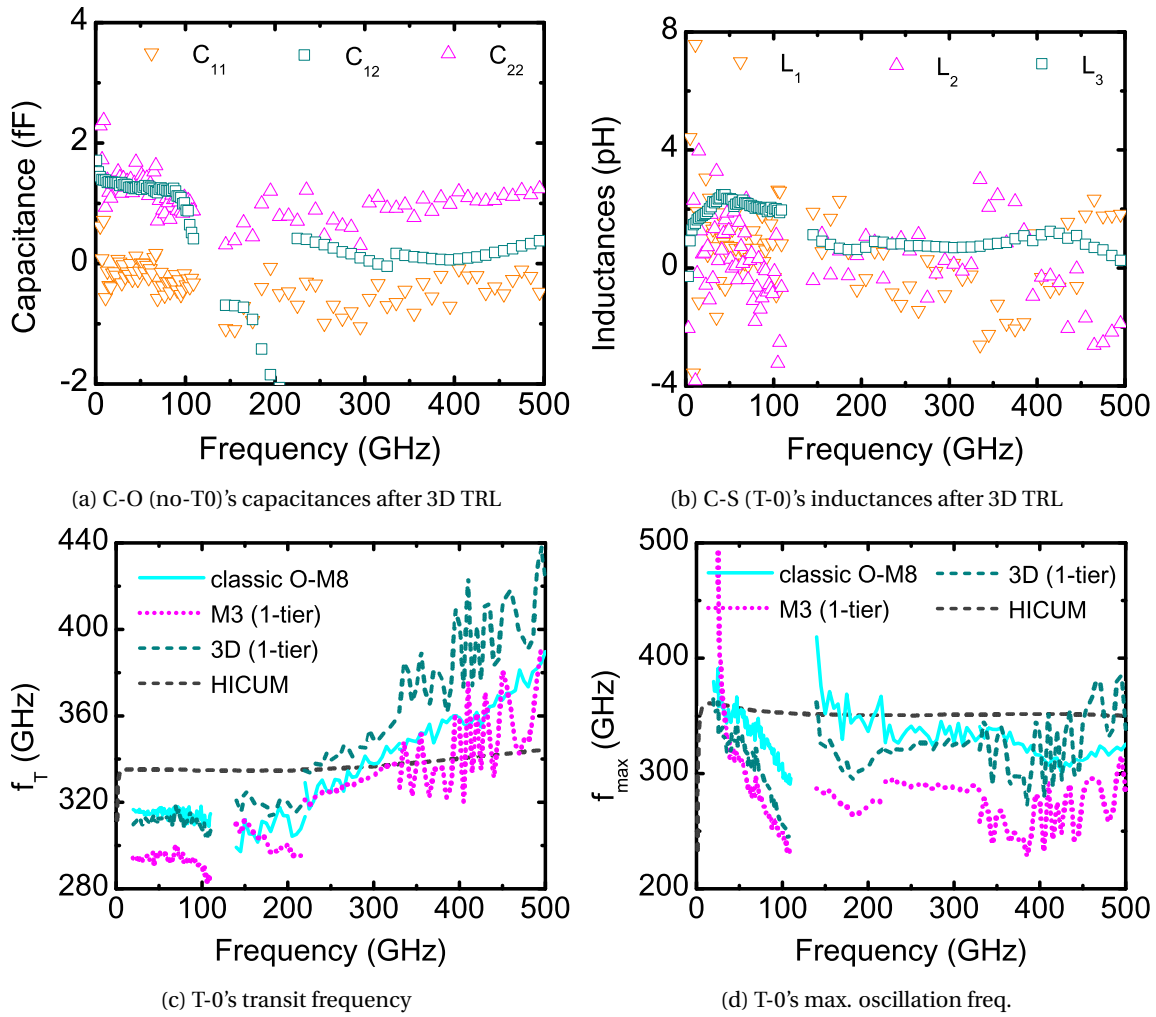 4
2
0
-2
Capacitance (fF)
C11 C12 C22
0 100 200 300 400 500
Frequency (GHz)
(a) C-O (no-T0)'s capacitances after 3D TRL
8
4
0
-4
Inductances (pH)
L1 L2 L3
0 100 200 300 400 500
Frequency (GHz)
(b) C-S (T-0)'s inductances after 3D TRL
440
400
360
320
280
fT (GHz)
classic O-M8
M3 (1-tier)
3D (1-tier)
HICUM
0 100 200 300 400 500
Frequency (GHz)
(c) T-0's transit frequency
500
400
300
200
fmax (GHz)
classic O-M8 3D (1-tier)
M3 (1-tier) HICUM
0 100 200 300 400 500
Frequency (GHz)
(d) T-0's max. oscillation freq.